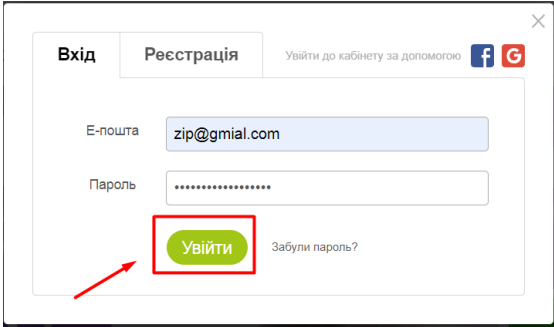 Вхід
Реєстрація
Увійти до кабінету за допомогою
Е-пошта
zip@gmial.com
Пароль
•••••••••••••••••
Увійти
Забули пароль?